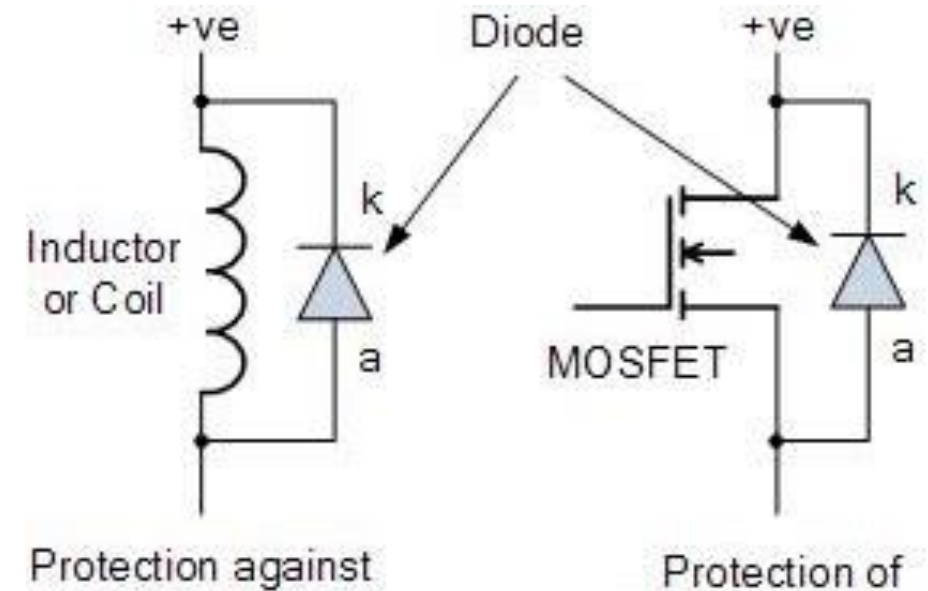 +ve
Diode
+ve
k
k
Inductor
or Coil
a
a
MOSFET
Protection against
Protection of